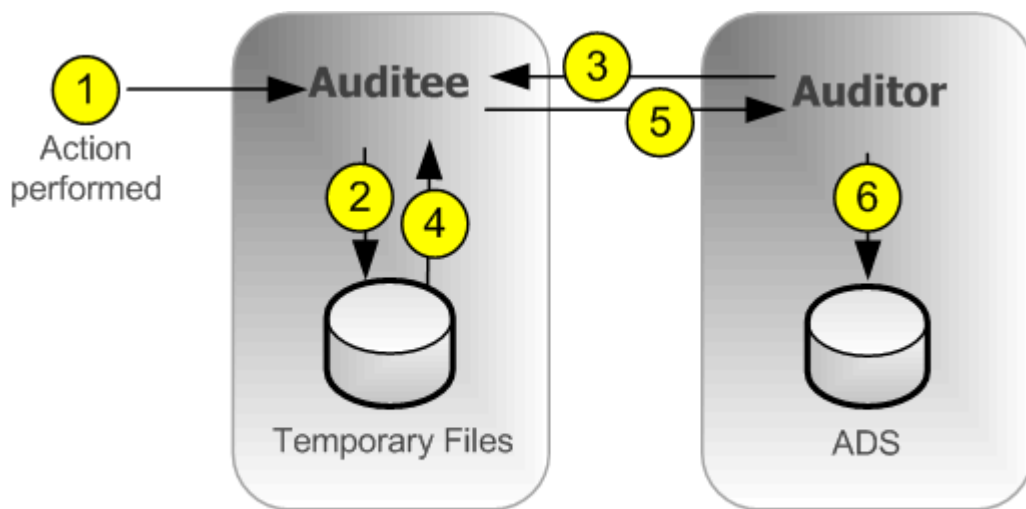 1
Action
performed
Auditee
3
5
Auditor
2
4
6
Temporary Files
ADS